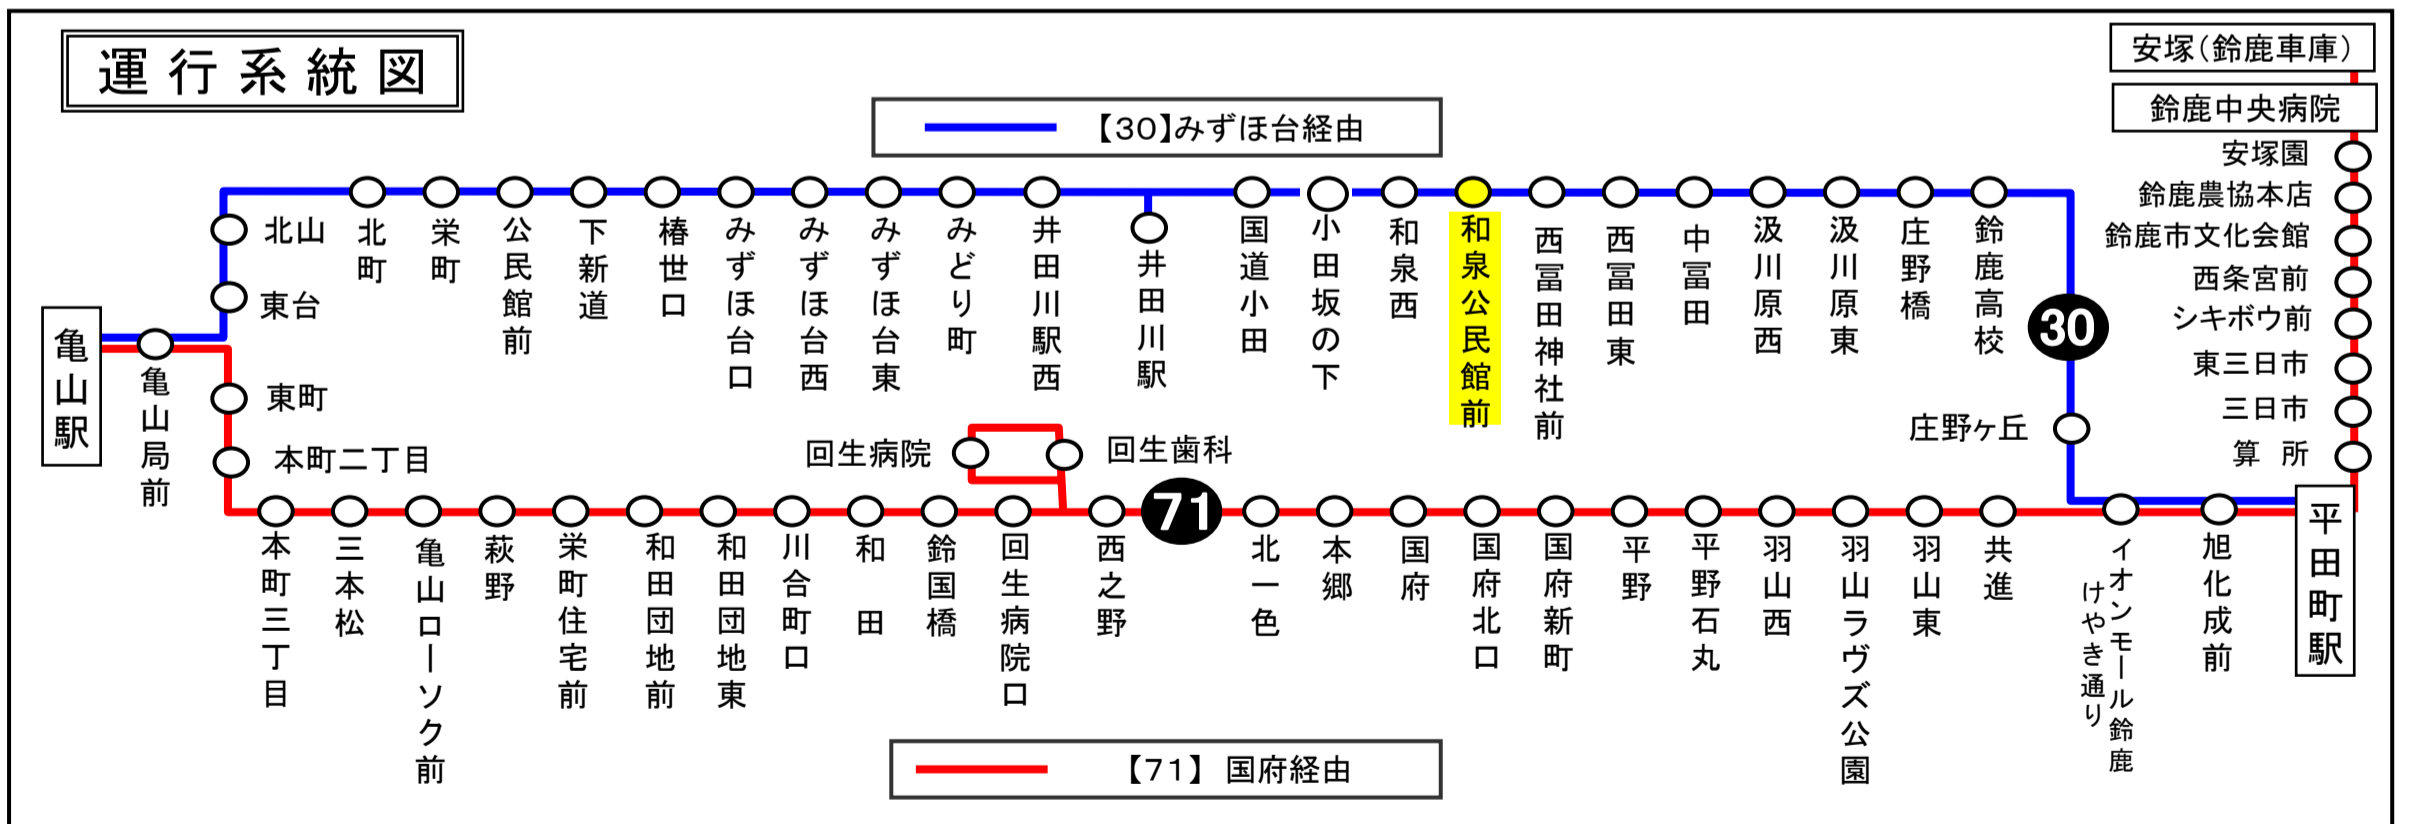 運行系統図
【30】みずほ台経由
安塚(鈴鹿車庫)
鈴鹿中央病院
安塚園
鈴鹿農協本店
鈴鹿市文化会館
西条宮前
シキボウ前
東三日市
三日市
算所
平田町駅
亀山駅
亀山局前
東台
北山
北町
栄町
公民館前
下新道
椿世口
みずほ台口
みずほ台西
みずほ台東
みどり町
井田川駅西
井田川駅
国道小田
小田坂の下
和泉西
和泉公民館前
西冨田神社前
西冨田東
中冨田
汲川原西
汲川原東
庄野橋
鈴鹿高校
30
庄野ヶ丘
東町
本町二丁目
回生病院
回生歯科
71
本町三丁目
三本松
亀山ローソク前
萩野
栄町住宅前
和田団地前
和田団地東
川合町口
和田
鈴国橋
回生病院口
西之野
北一色
本郷
国府
国府北口
国府新町
平野
平野石丸
羽山西
羽山ラヴズ公園
羽山東
共進
イオンモール鈴鹿
けやき通り
旭化成前
【71】 国府経由